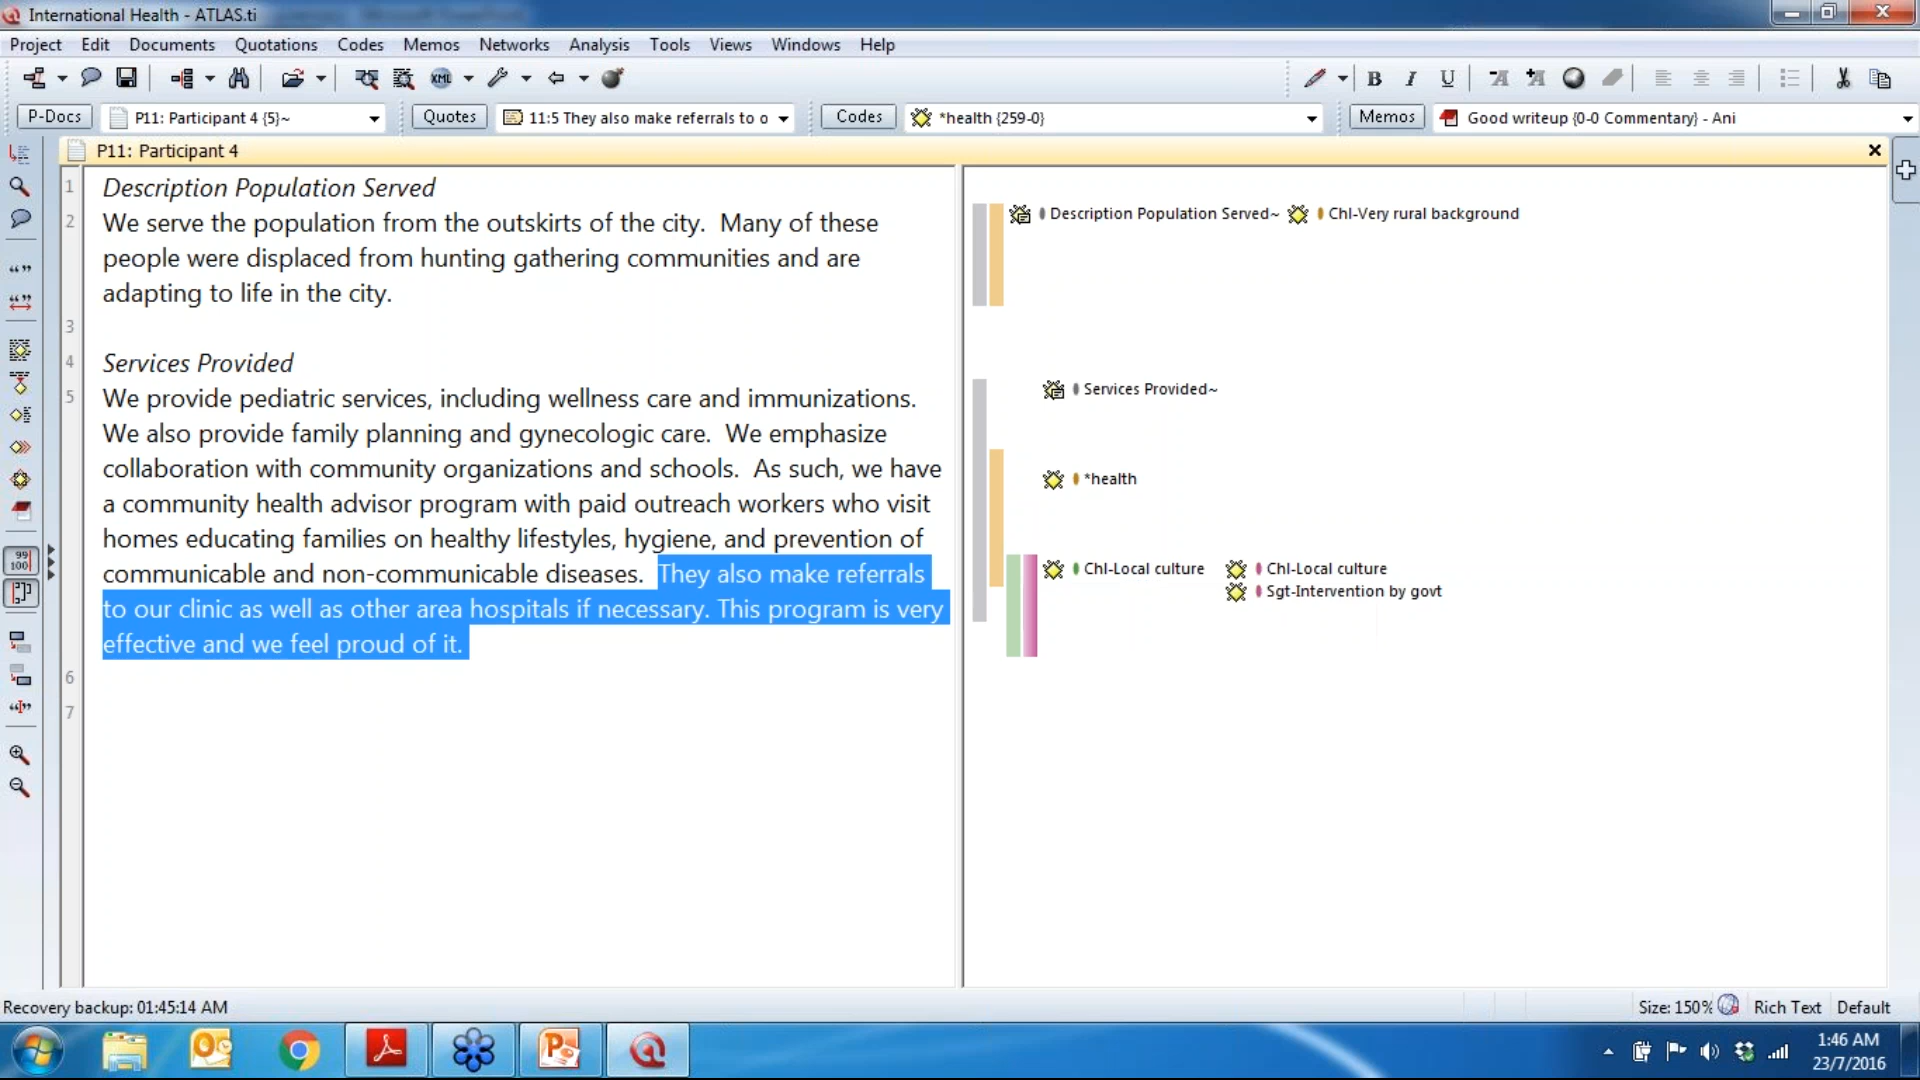 International Health - ATLAS.ti
Project Edit Documents Quotations Codes Memos Networks Analysis Tools Views Windows Help
XML B I U A A
P-Docs P11: Participant 4 {5}~ Quotes 11:5 They also make referrals to o Codes *health {259-0} Memos Good writeup {0-0 Commentary} - Ani
P11: Participant 4
1 Description Population Served
2 We serve the population from the outskirts of the city. Many of these
people were displaced from hunting gathering communities and are
adapting to life in the city.
3
4 Services Provided
5 We provide pediatric services, including wellness care and immunizations.
We also provide family planning and gynecologic care. We emphasize
collaboration with community organizations and schools. As such, we have
a community health advisor program with paid outreach workers who visit
homes educating families on healthy lifestyles, hygiene, and prevention of
communicable and non-communicable diseases. They also make referrals
to our clinic as well as other area hospitals if necessary. This program is very
effective and we feel proud of it.
6
7
Description Population Served~ Chl-Very rural background
Services Provided~
*health
Chl-Local culture Chl-Local culture
Sgt-Intervention by govt
99
100
Recovery backup: 01:45:14 AM Size: 150% Rich Text Default
1:46 AM
23/7/2016